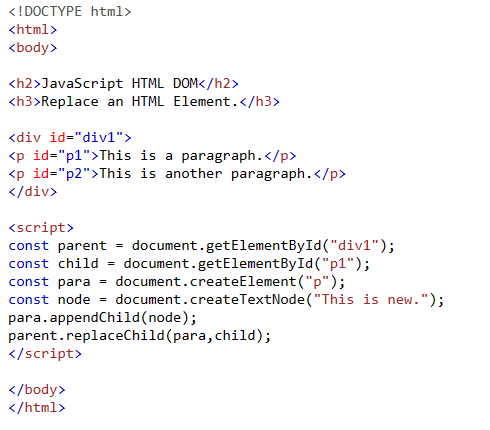 <!DOCTYPE html>
<html>
<body>
<h2>JavaScript HTML DOM</h2>
<h3>Replace an HTML Element.</h3>
<div id="div1">
<p id="p1">This is a paragraph.</p>
<p id="p2">This is another paragraph.</p>
</div>
<script>
const parent = document.getElementById("div1");
const child = document.getElementById("p1");
const para = document.createElement("p");
const node = document.createTextNode("This is new.");
para.appendChild(node);
parent.replaceChild(para,child);
</script>
</body>
</html>